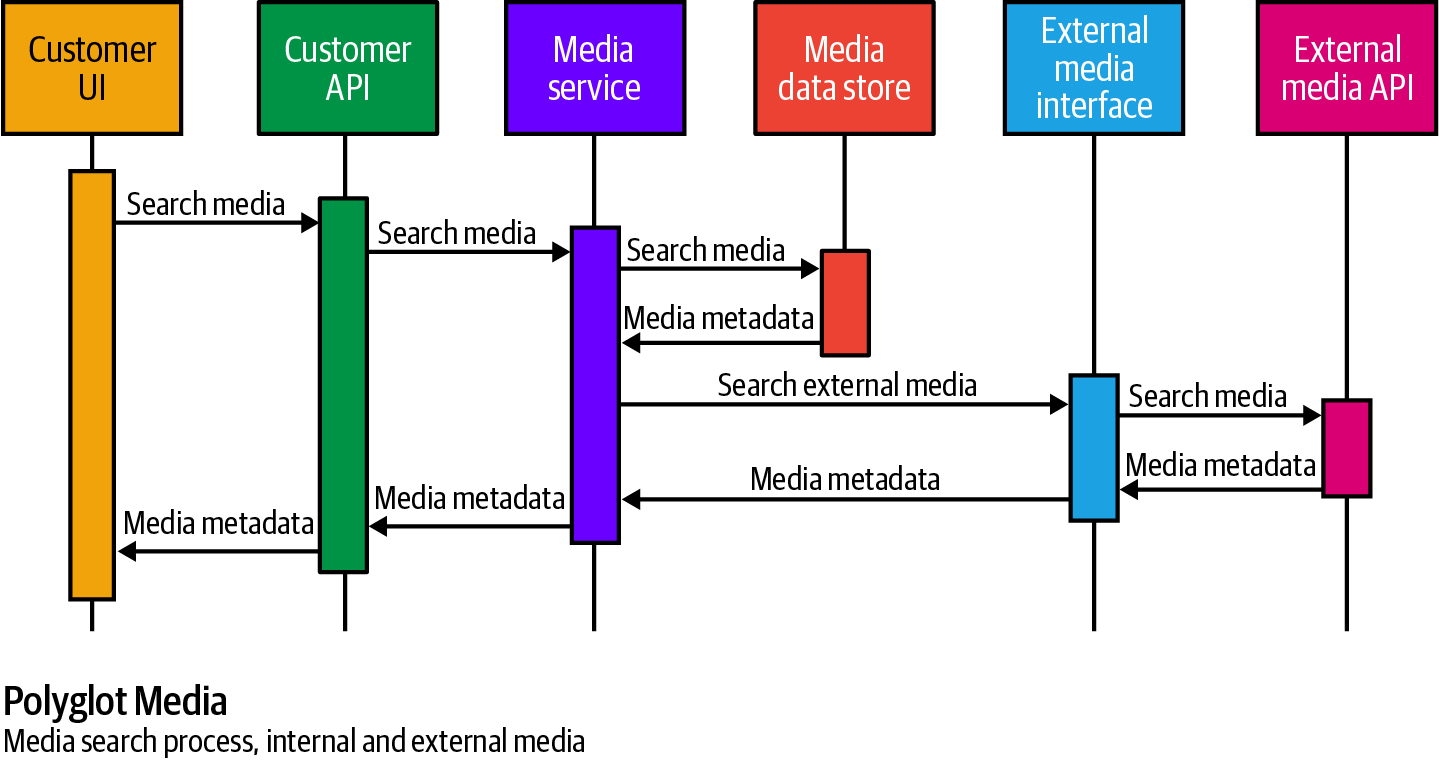 Customer
UI
Customer
API
Media
service
Media
data store
External
media
interface
External
media API
Search media
Search media
Search media
Media metadata
Search external media
Search media
Media metadata
Media metadata
Media metadata
Media metadata
Polyglot Media
Media search process, internal and external media